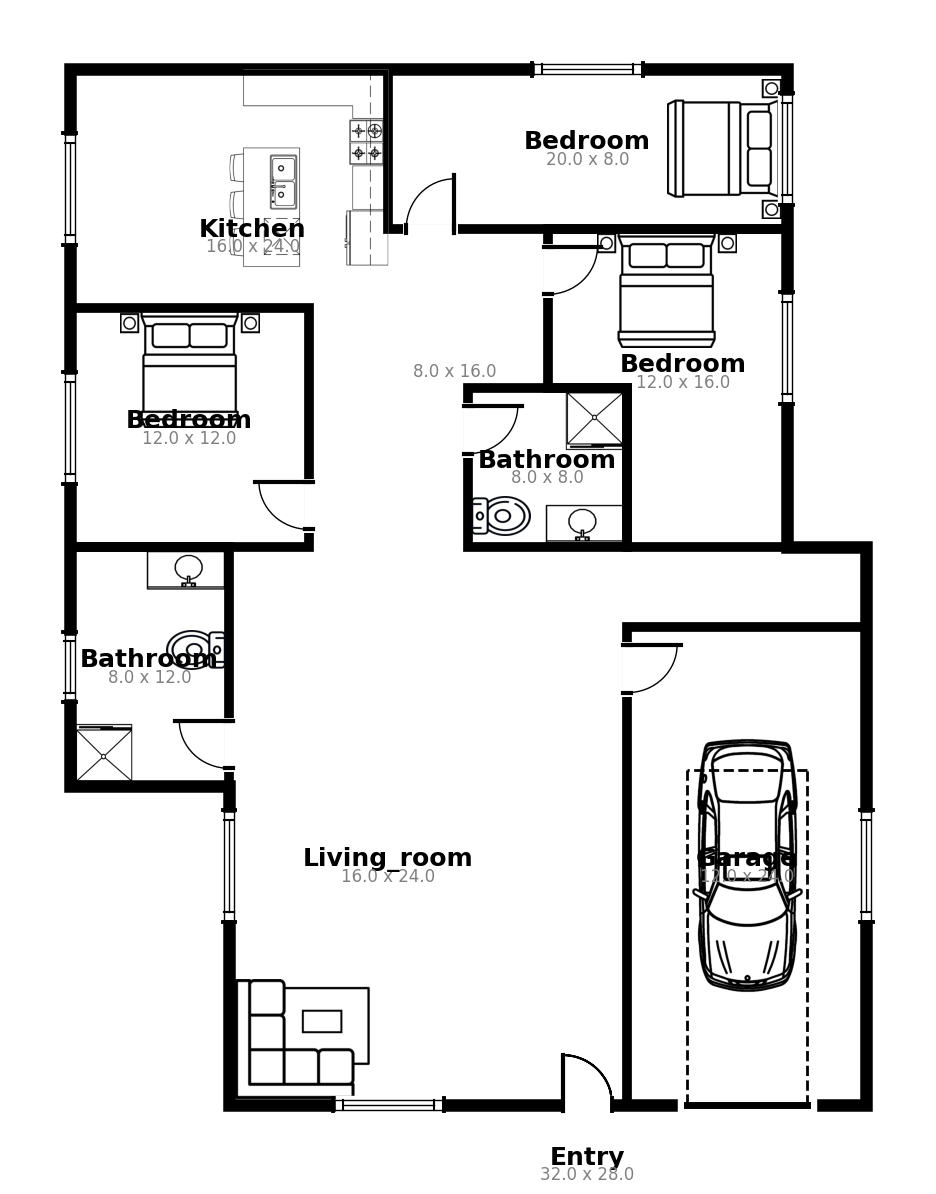 Bedroom
20.0 x 8.0
Kitchen
16.0 x 24.0
Bedroom
12.0 x 16.0
8.0 x 16.0
Bedroom
12.0 x 12.0
Bathroom
8.0 x 8.0
Bathroom
8.0 x 12.0
Living_room
16.0 x 24.0
Garage
12.0 x 24.0
Entry
32.0 x 28.0